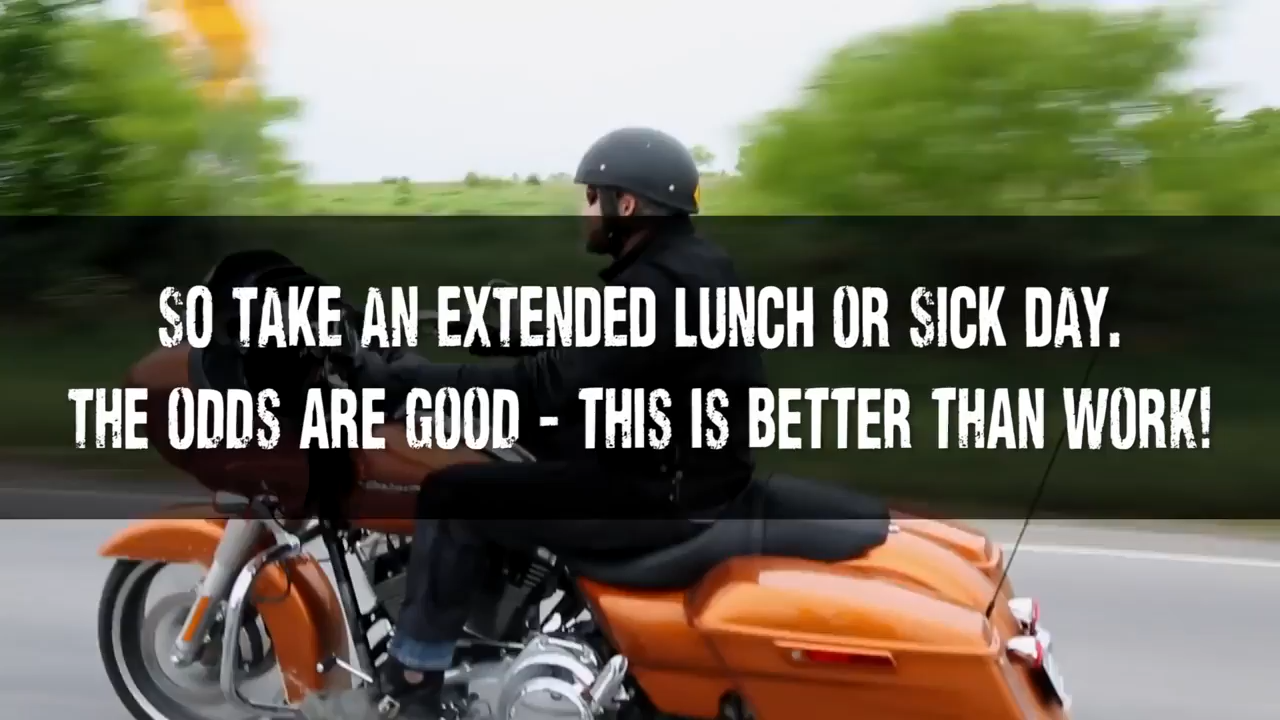 SO TAKE AN EXTENDED LUNCH OR SICK DAY.
THE ODDS ARE GOOD - THIS IS BETTER THAN WORK!